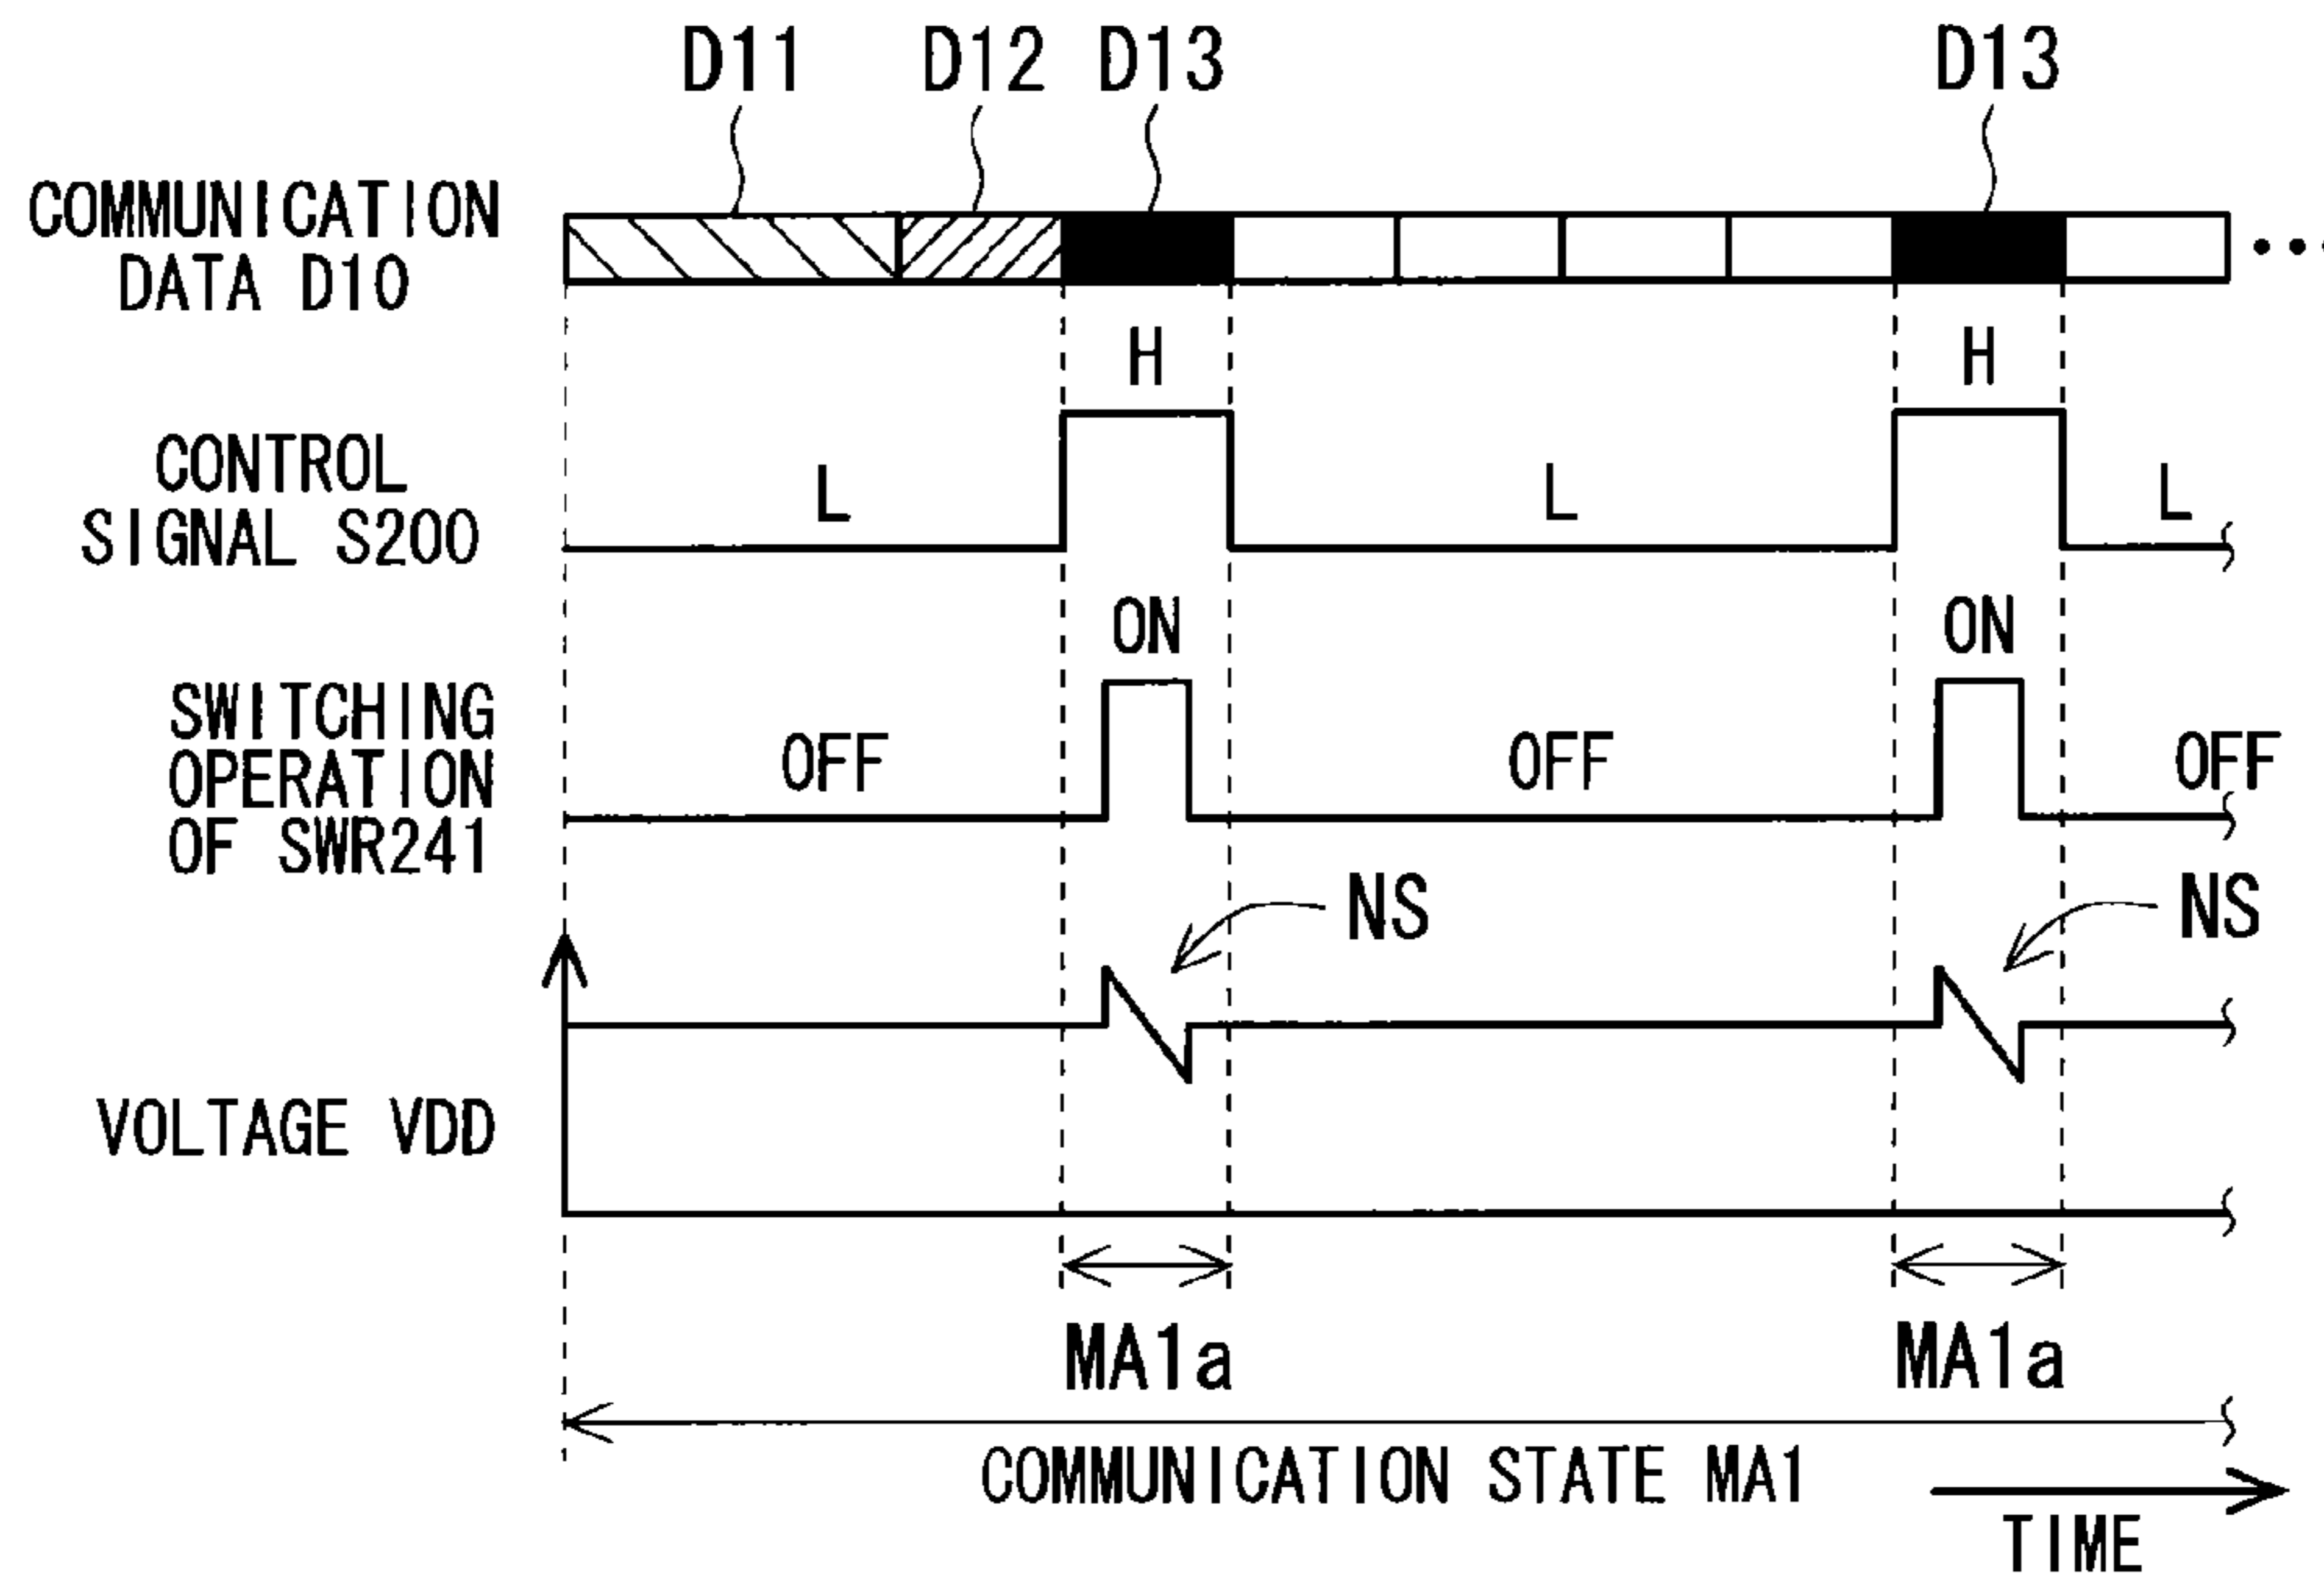 D11 D12 D13 D13
COMMUNICATION
DATA D10
H H
CONTROL
SIGNAL S200
L L L
ON ON
SWITCHING
OPERATION
OF SWR241
OFF OFF OFF
NS NS
VOLTAGE VDD
MA1a MA1a
COMMUNICATION STATE MA1
TIME